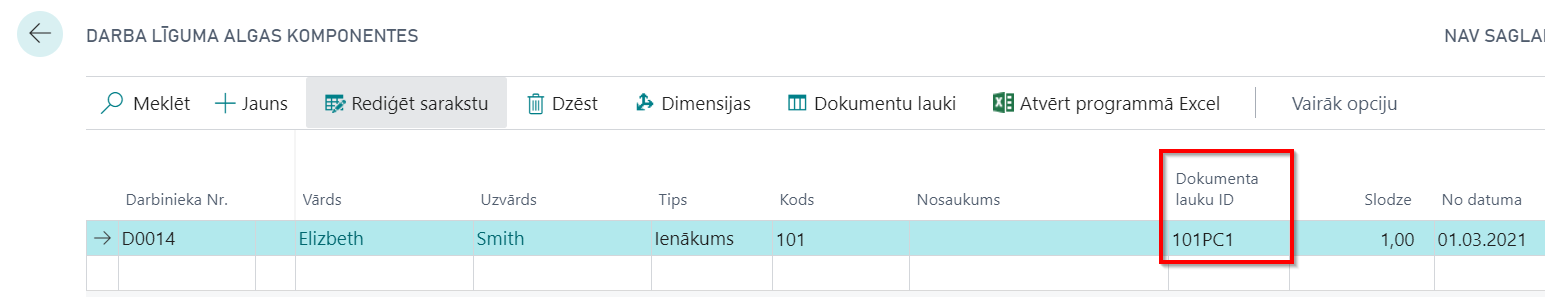 DARBA LĪGUMA ALGAS KOMPONENTES NAV SAGLA
Meklēt Jauns Rediģēt sarakstu Dzēst Dimensijas Dokumentu lauki Atvērt programmā Excel Vairāk opciju
Darbinieka Nr. Vārds Uzvārds Tips Kods Nosaukums Dokumenta lauku ID Slodze No datuma
D0014 Elizbeth Smith Ienākums 101 101PC1 1,00 01.03.2021